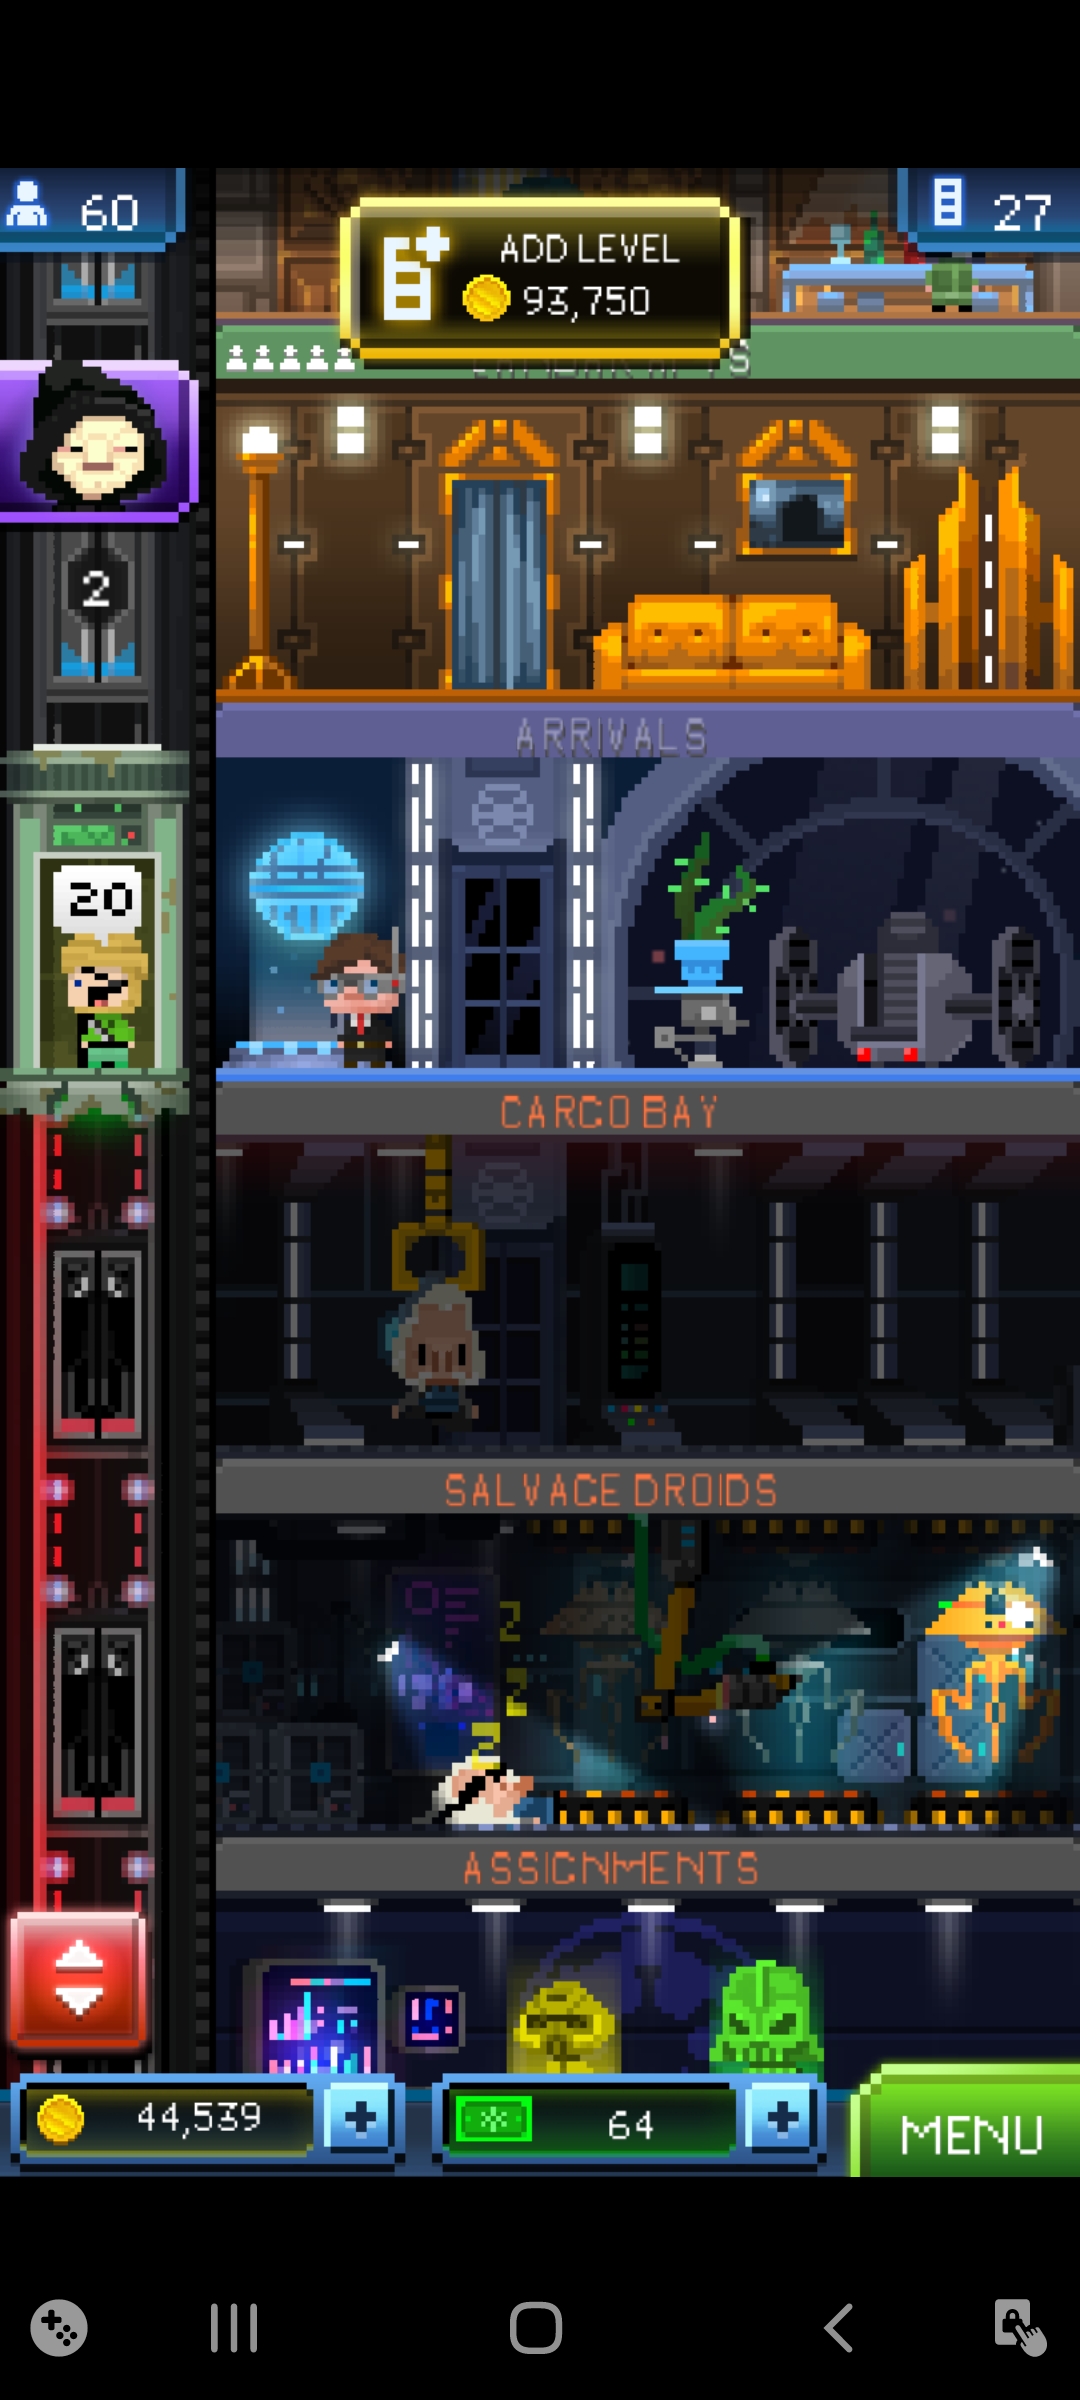 60
ADD LEVEL
93,750
27
2
ARRIVALS
20
CARGO BAY
SALVAGE DROIDS
Z
Z
Z
ASSIGNMENTS
44,539
+
64
+
MENU